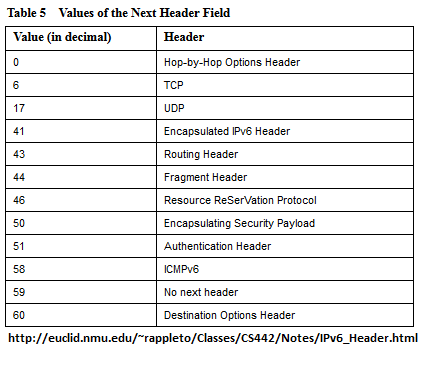 Table 5 Values of the Next Header Field
Value (in decimal) Header
0 Hop-by-Hop Options Header
6 TCP
17 UDP
41 Encapsulated IPv6 Header
43 Routing Header
44 Fragment Header
46 Resource ReSerVation Protocol
50 Encapsulating Security Payload
51 Authentication Header
58 ICMPv6
59 No next header
60 Destination Options Header
http://euclid.nmu.edu/~rappleto/Classes/CS442/Notes/IPv6_Header.html